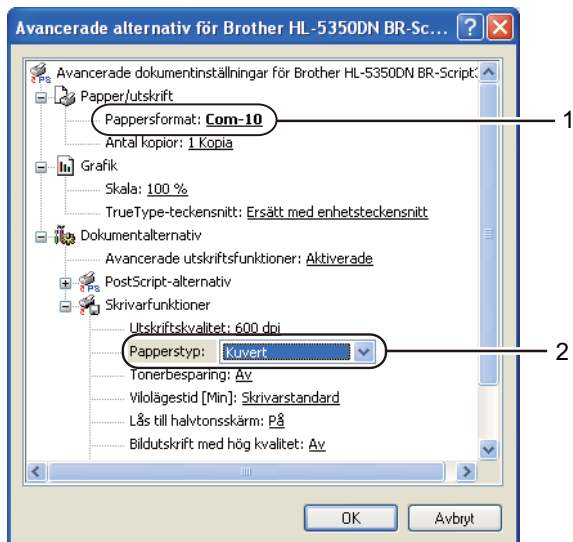 Avancerade alternativ för Brother HL-5350DN BR-Sc...
Avancerade dokumentinställningar för Brother HL-5350DN BR-Script
Papper/utskrift
Pappersformat: Com-10
1
Antal kopior: 1 Kopia
Grafik
Skala: 100 %
TrueType-teckensnitt: Ersätt med enhetsteckensnitt
Dokumentalternativ
Avancerade utskriftsfunktioner: Aktiverade
PostScript-alternativ
Skrivarfunktioner
Utskriftskvalitet: 600 dpi
Papperstyp: Kuvert
2
Tonerbesparing: Av
Vilolägestid [Min]: Skrivarstandard
Lås till halvtonsskärm: På
Bildutskrift med hög kvalitet: Av
OK Avbryt